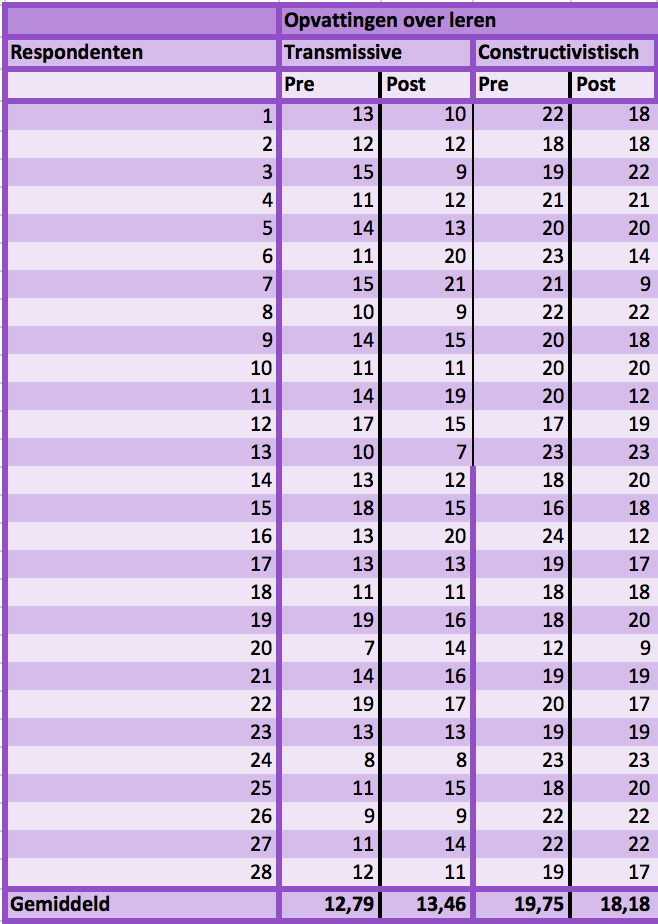 Opvattingen over leren
Respondenten Transmissive Constructivistisch
Pre Post Pre Post
1 13 10 22 18
2 12 12 18 18
3 15 9 19 22
4 11 12 21 21
5 14 13 20 20
6 11 20 23 14
7 15 21 21 9
8 10 9 22 22
9 14 15 20 18
10 11 11 20 20
11 14 19 20 12
12 17 15 17 19
13 10 7 23 23
14 13 12 18 20
15 18 15 16 18
16 13 20 24 12
17 13 13 19 17
18 11 11 18 18
19 19 16 18 20
20 7 14 12 9
21 14 16 19 19
22 19 17 20 17
23 13 13 19 19
24 8 8 23 23
25 11 15 18 20
26 9 9 22 22
27 11 14 22 22
28 12 11 19 17
Gemiddeld 12,79 13,46 19,75 18,18